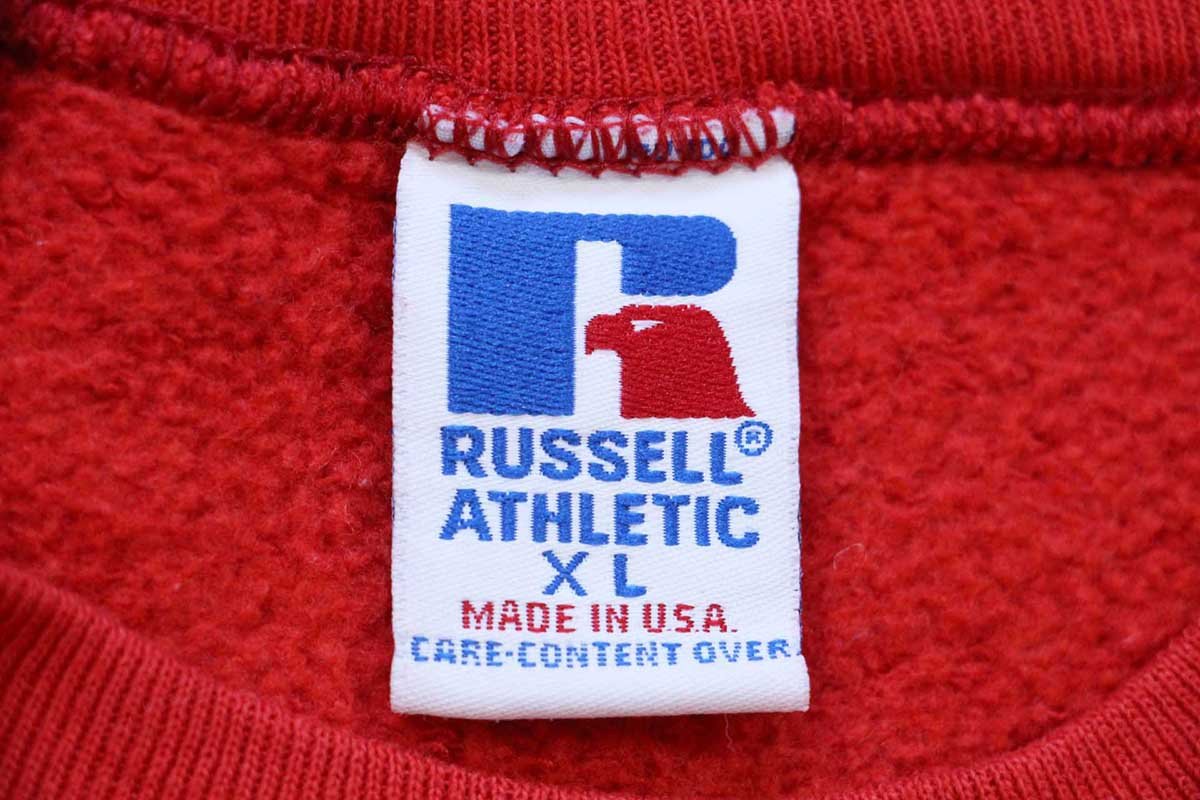 RUSSELL®
ATHLETIC
XL
MADE IN U.S.A.
CARE-CONTENT OVER